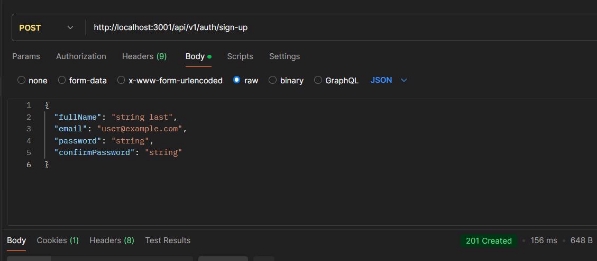 POST http://localhost:3001/api/v1/auth/sign-up
Params Authorization Headers (9) Body Scripts Settings
none form-data x-www-form-urlencoded raw binary GraphQL JSON
1 {
2 "fullName": "string last",
3 "email": "user@example.com",
4 "password": "string",
5 "confirmPassword": "string"
6 }
Body Cookies (1) Headers (8) Test Results 201 Created • 156 ms • 648 B